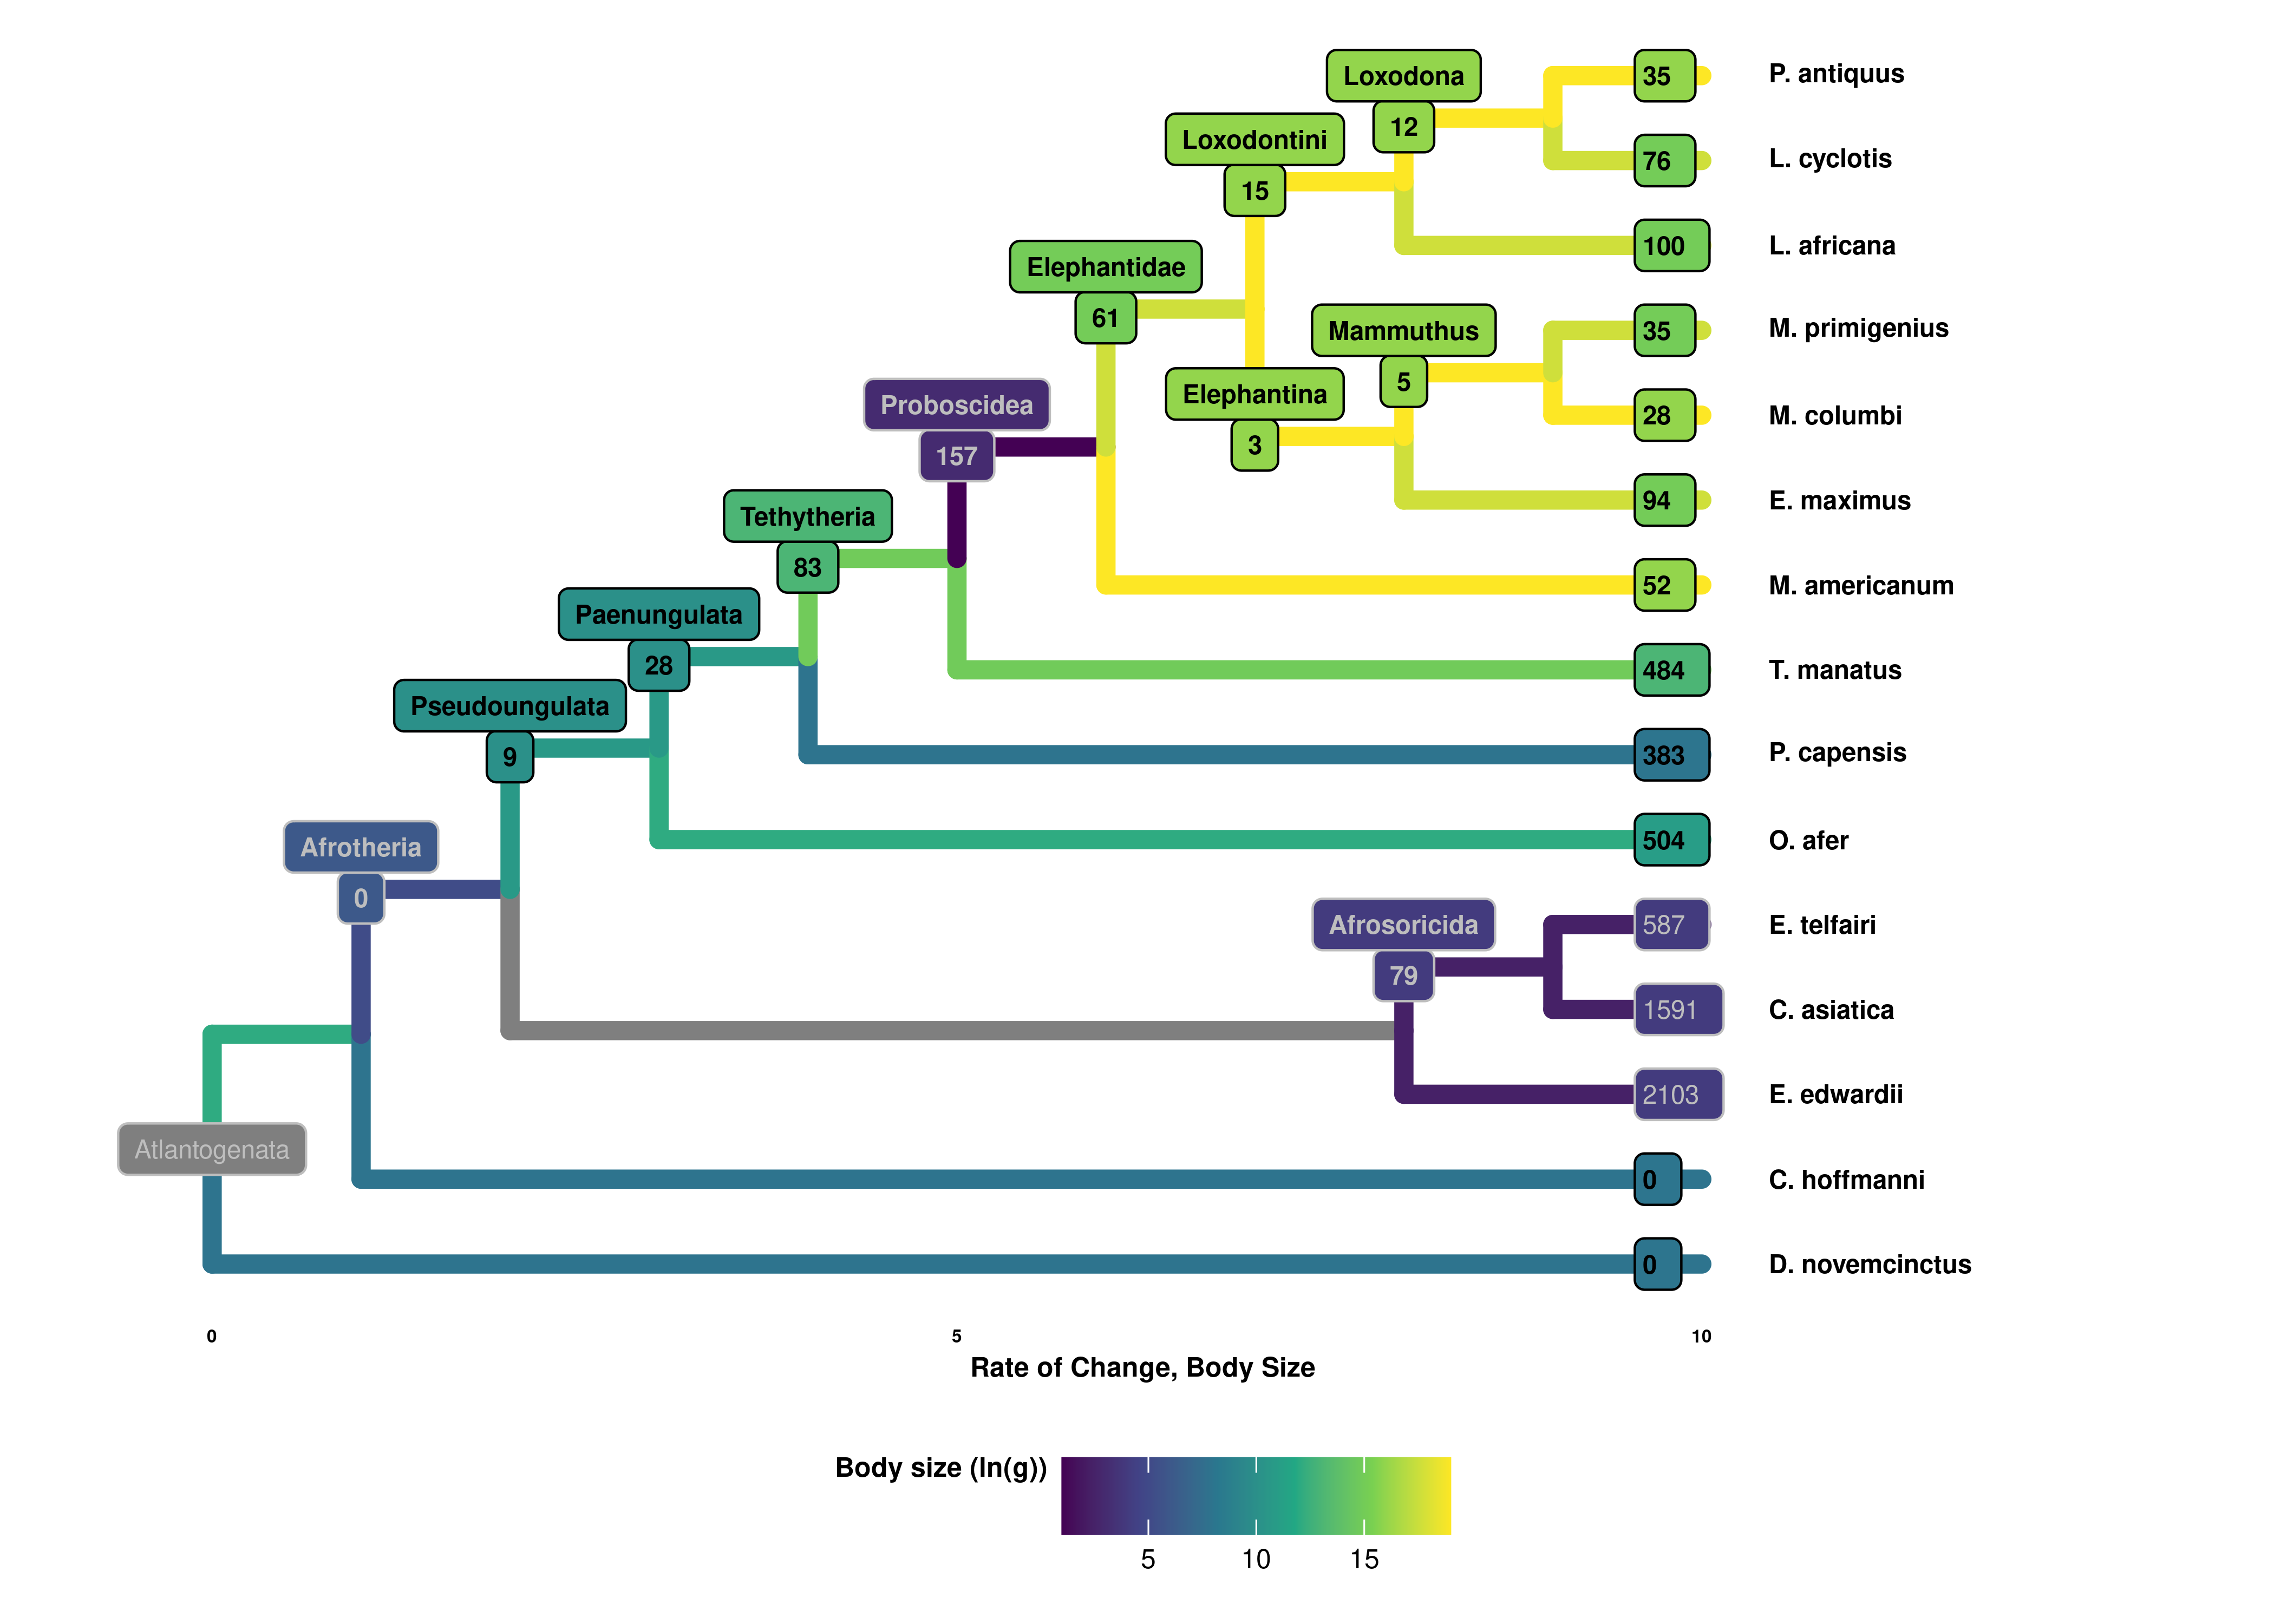 Loxodona
35
P. antiquus
12
Loxodontini
76
L. cyclotis
15
100
L. africana
Elephantidae
61
Mammuthus
35
M. primigenius
5
Elephantina
28
M. columbi
3
Proboscidea
157
94
E. maximus
Tethytheria
83
52
M. americanum
Paenungulata
28
484
T. manatus
Pseudoungulata
9
383
P. capensis
Afrotheria
0
504
O. afer
Afrosoricida
587
E. telfairi
79
1591
C. asiatica
2103
E. edwardii
Atlantogenata
0
C. hoffmanni
0
D. novemcinctus
0 5 10
Rate of Change, Body Size
Body size (ln(g))
5 10 15